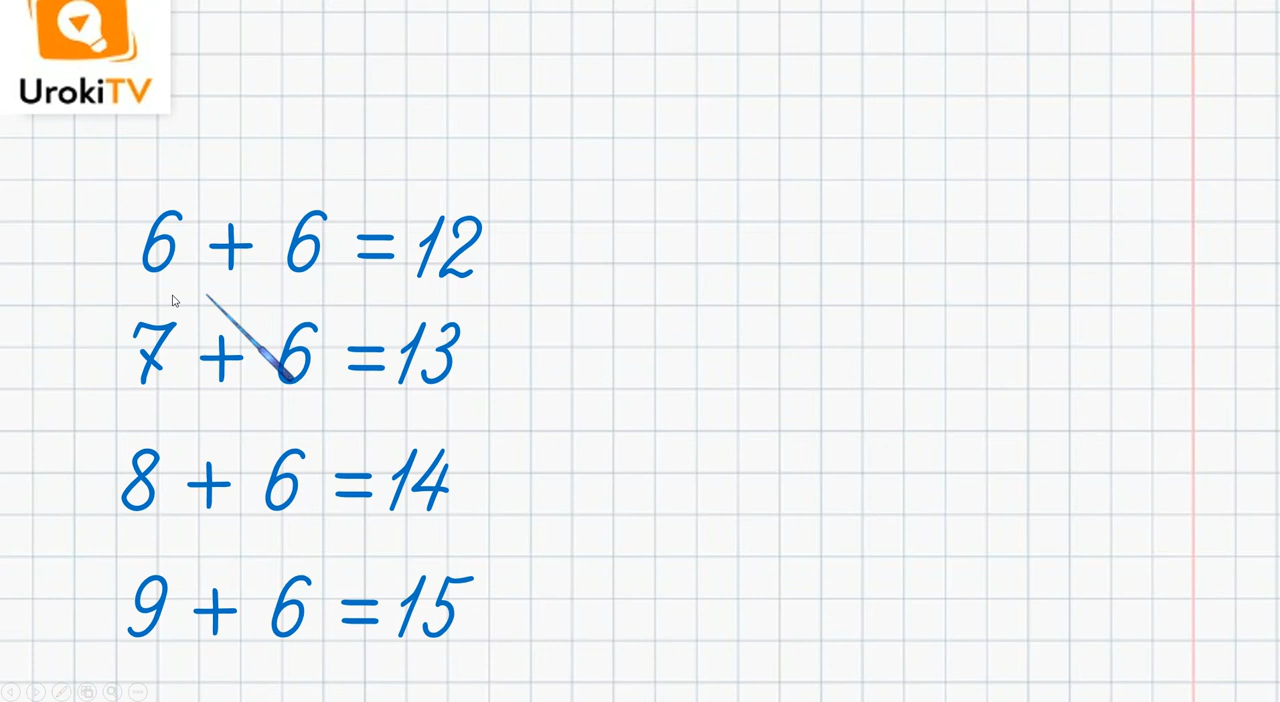 UrokiTV
6 + 6 = 12
7 + 6 = 13
8 + 6 = 14
9 + 6 = 15